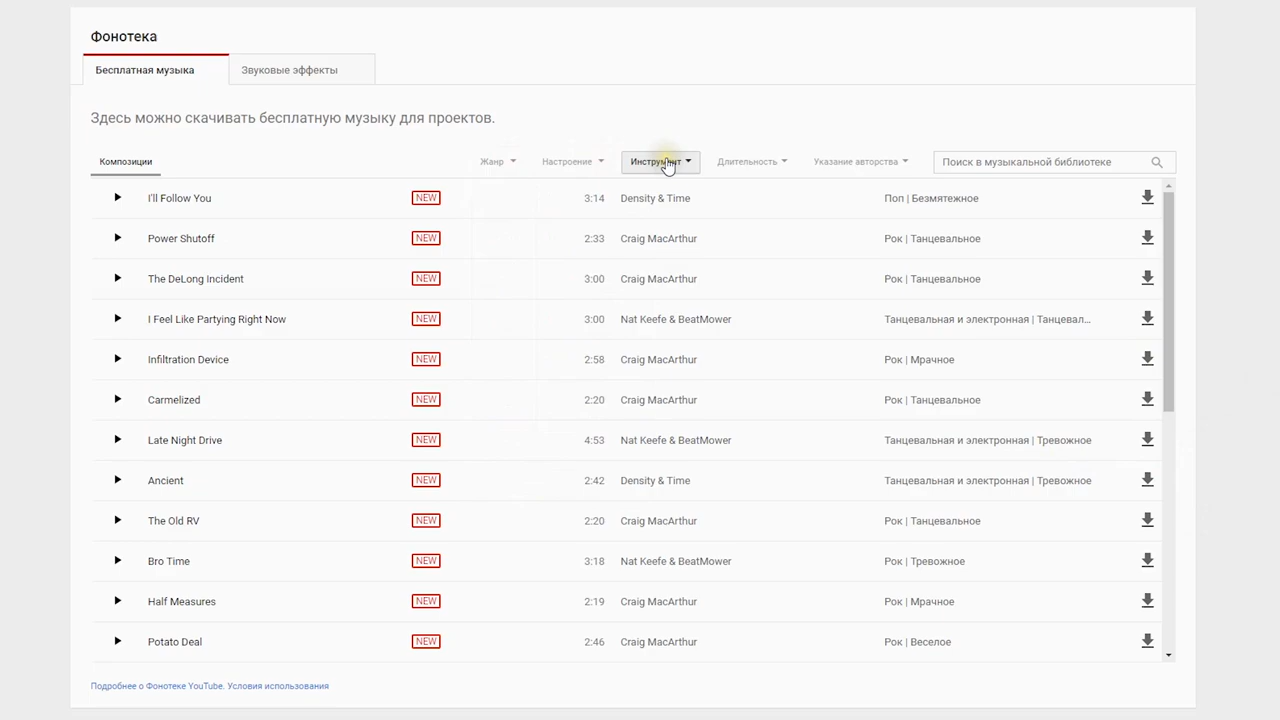 Фонотека
Бесплатная музыка Звуковые эффекты
Здесь можно скачивать бесплатную музыку для проектов.
Композиции Жанр Настроение Инструмент Длительность Указание авторства Поиск в музыкальной библиотеке
I'll Follow You NEW 3:14 Density & Time Поп | Безмятежное
Power Shutoff NEW 2:33 Craig MacArthur Рок | Танцевальное
The DeLong Incident NEW 3:00 Craig MacArthur Рок | Танцевальное
I Feel Like Partying Right Now NEW 3:00 Nat Keefe & BeatMower Танцевальная и электронная | Танцевал...
Infiltration Device NEW 2:58 Craig MacArthur Рок | Мрачное
Carmelized NEW 2:20 Craig MacArthur Рок | Танцевальное
Late Night Drive NEW 4:53 Nat Keefe & BeatMower Танцевальная и электронная | Тревожное
Ancient NEW 2:42 Density & Time Танцевальная и электронная | Тревожное
The Old RV NEW 2:20 Craig MacArthur Рок | Танцевальное
Bro Time NEW 3:18 Nat Keefe & BeatMower Рок | Тревожное
Half Measures NEW 2:19 Craig MacArthur Рок | Мрачное
Potato Deal NEW 2:46 Craig MacArthur Рок | Веселое
Подробнее о Фонотеке YouTube. Условия использования